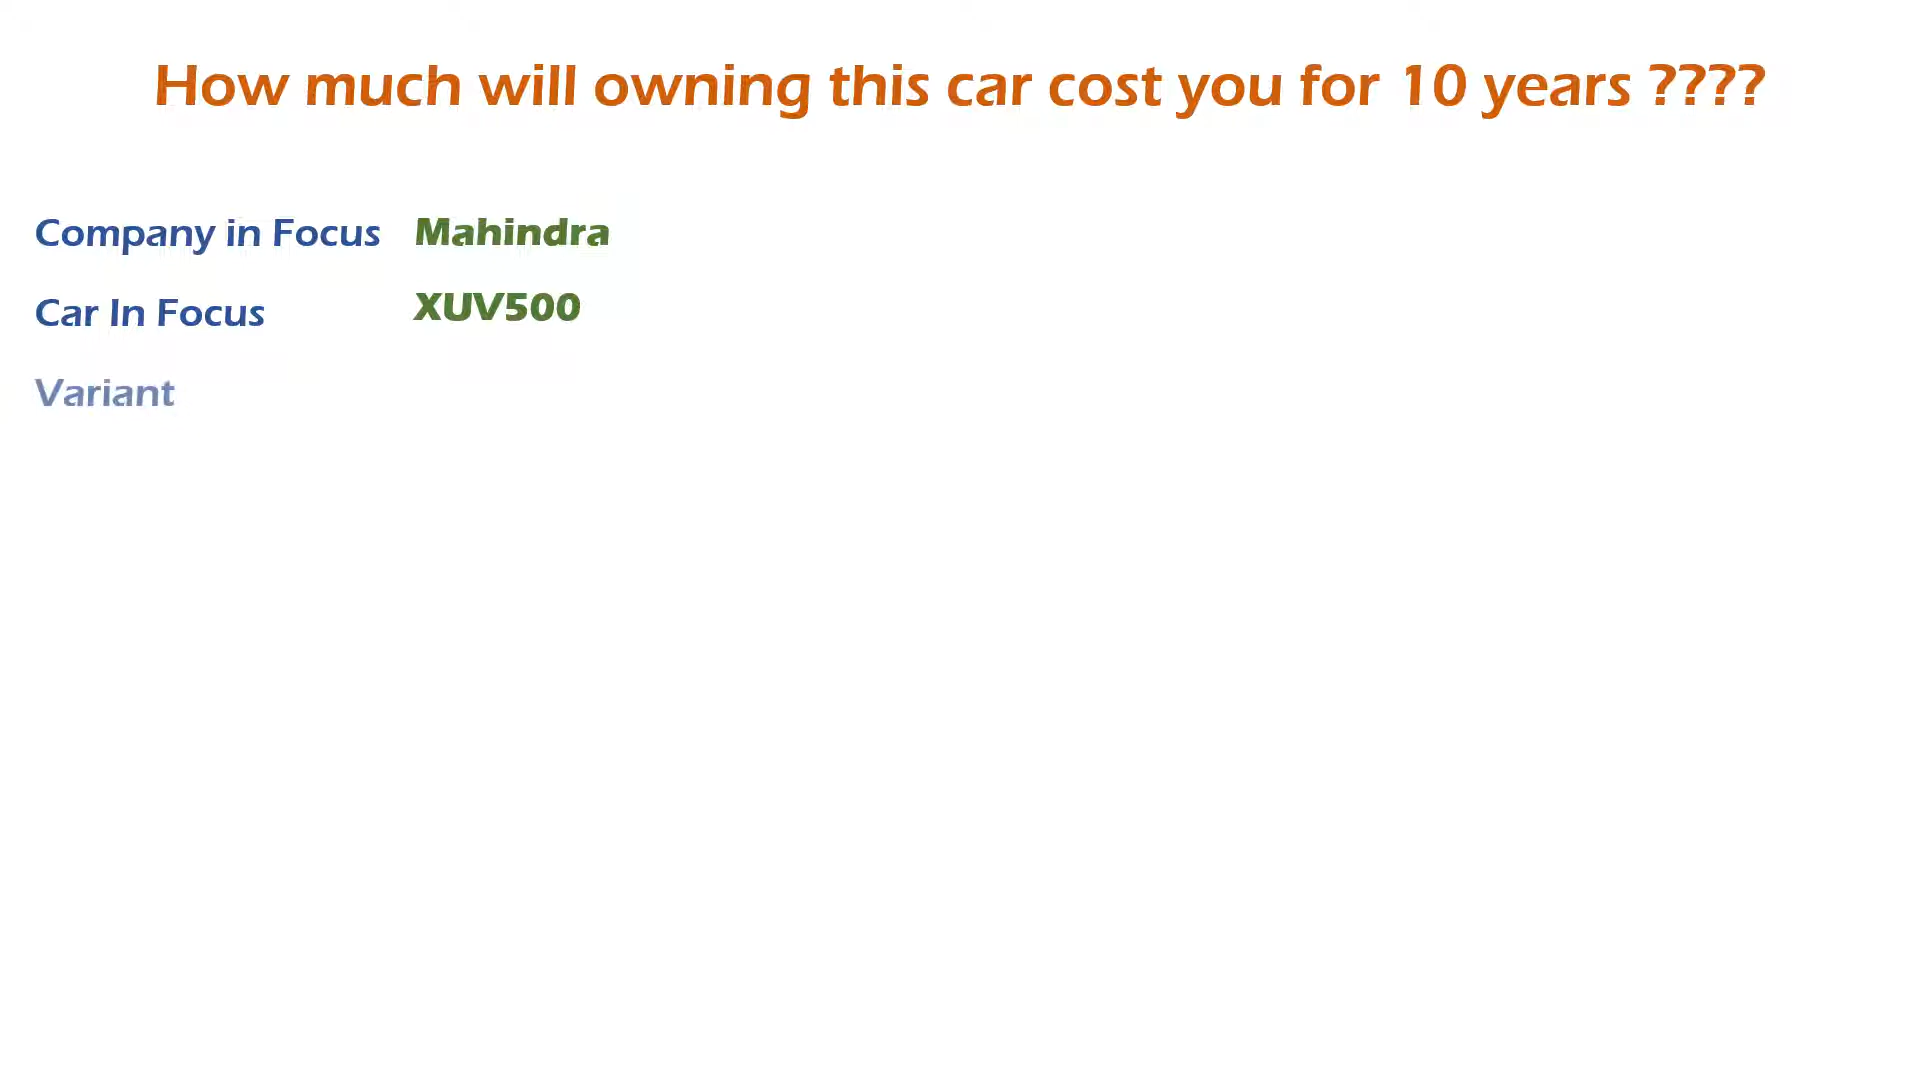 How much will owning this car cost you for 10 years ????
Company in Focus Mahindra
Car In Focus XUV500
Variant